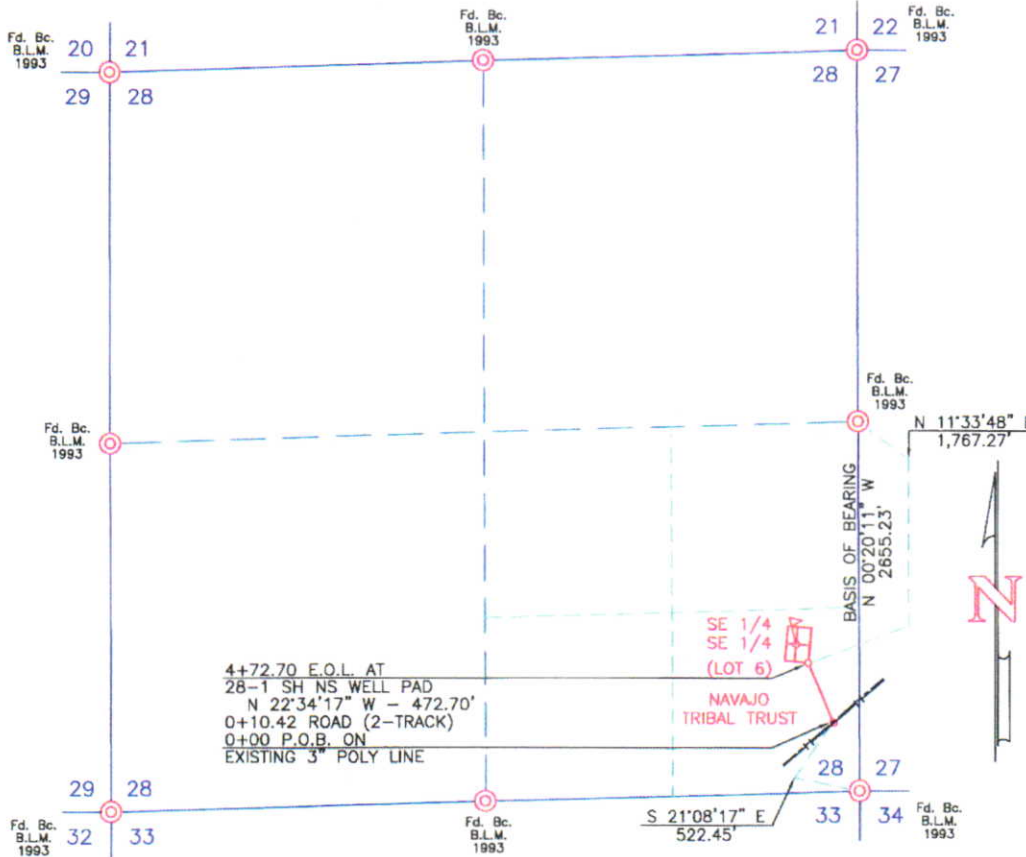 Fd. Bc.
B.L.M.
1993
20 21
29 28
Fd. Bc.
B.L.M.
1993
21 22
28 27
Fd. Bc.
B.L.M.
1993
Fd. Bc.
B.L.M.
1993
Fd. Bc.
B.L.M.
1993
N 11°33'48"
1,767.27'
BASIS OF BEARING
N 00°20'11" W
2655.23'
N
SE 1/4
SE 1/4
(LOT 6)
NAVAJO
TRIBAL TRUST
4+72.70 E.O.L. AT
28-1 SH NS WELL PAD
N 22°34'17" W - 472.70'
0+10.42 ROAD (2-TRACK)
0+00 P.O.B. ON
EXISTING 3" POLY LINE
29 28
32 33
Fd. Bc.
B.L.M.
1993
Fd. Bc.
B.L.M.
1993
S 21°08'17" E
522.45'
28 27
33 34
Fd. Bc.
B.L.M.
1993